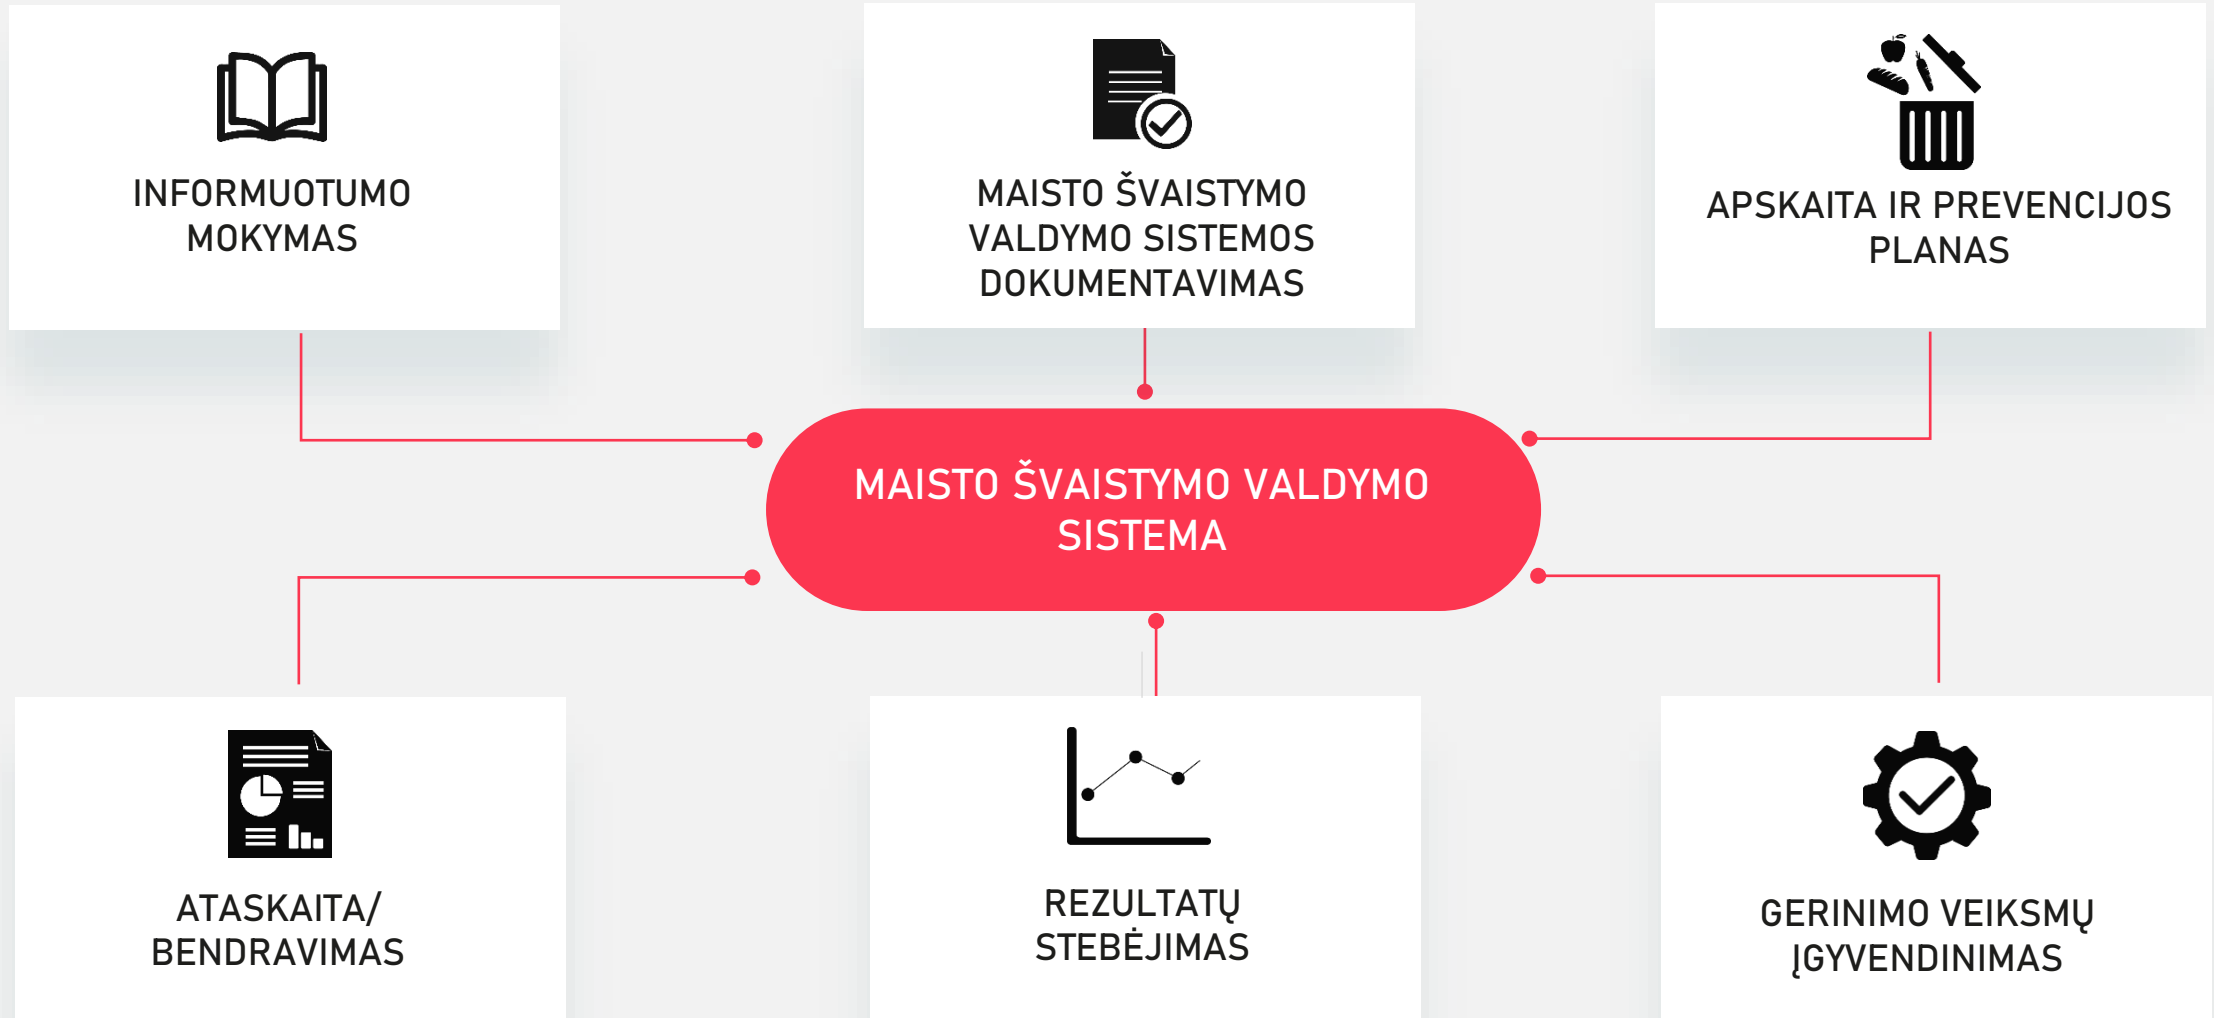 INFORMUOTUMO
MOKYMAS
MAISTO ŠVAISTYMO
VALDYMO SISTEMOS
DOKUMENTAVIMAS
APSKAITA IR PREVENCIJOS
PLANAS
MAISTO ŠVAISTYMO VALDYMO
SISTEMA
ATASKAITA/
BENDRAVIMAS
REZULTATŲ
STEBĖJIMAS
GERINIMO VEIKSMŲ
ĮGYVENDINIMAS